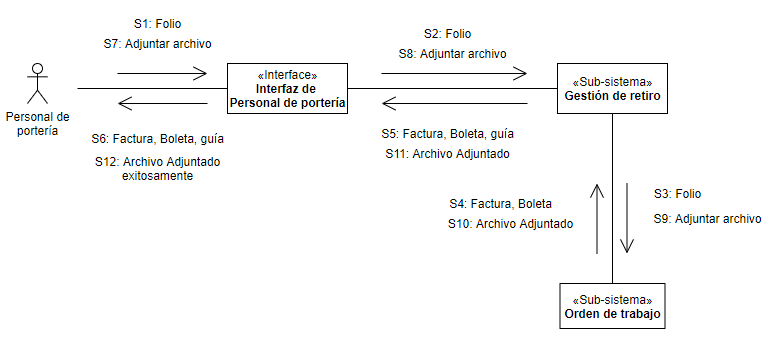 S1: Folio
S7: Adjuntar archivo
S2: Folio
S8: Adjuntar archivo
Personal de
portería
«Interface»
Interfaz de
Personal de portería
«Sub-sistema»
Gestión de retiro
S6: Factura, Boleta, guía
S12: Archivo Adjuntado
exitosamente
S5: Factura, Boleta, guía
S11: Archivo Adjuntado
S4: Factura, Boleta
S10: Archivo Adjuntado
S3: Folio
S9: Adjuntar archivo
«Sub-sistema»
Orden de trabajo